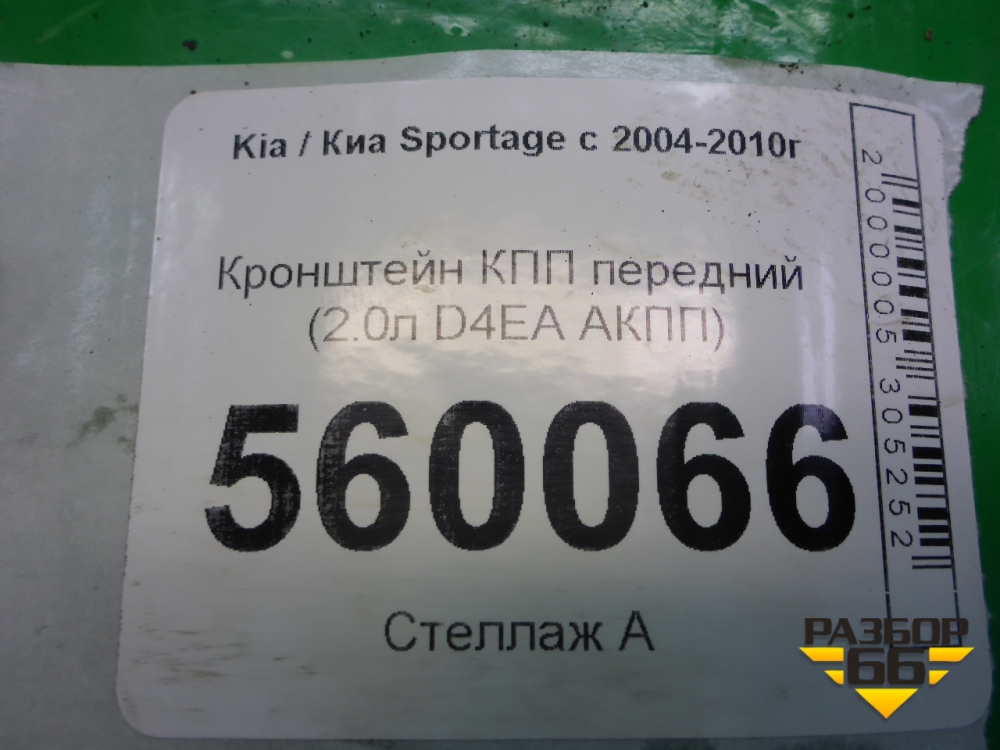 Kia / Киа Sportage с 2004-2010г
Кронштейн КПП передний
(2.0л D4EA АКПП)
560066
Стеллаж А
2000005305252
РАЗБОР
66